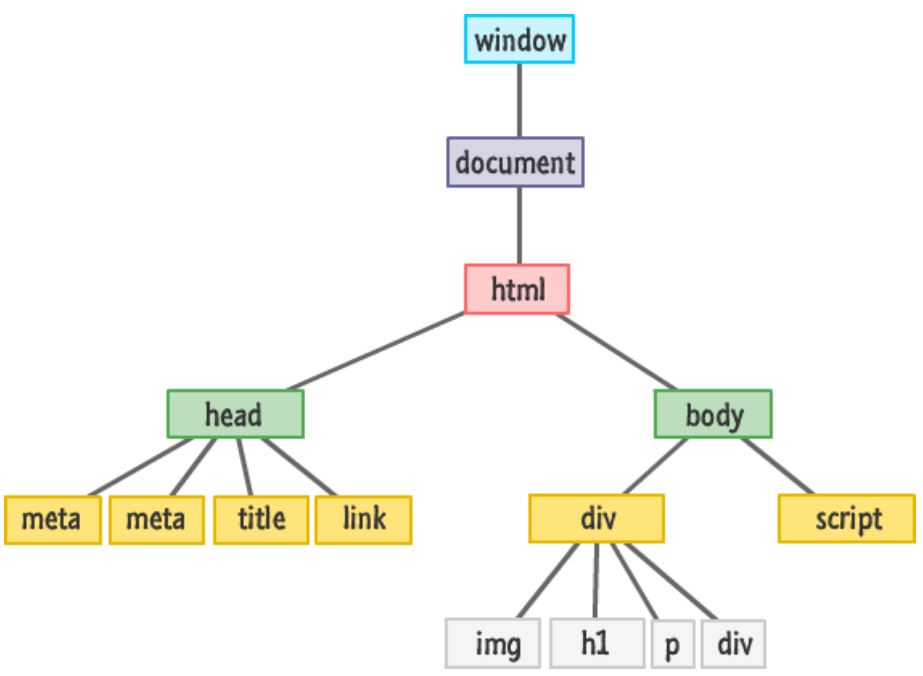 window
document
html
head body
meta meta title link div script
img h1 p div